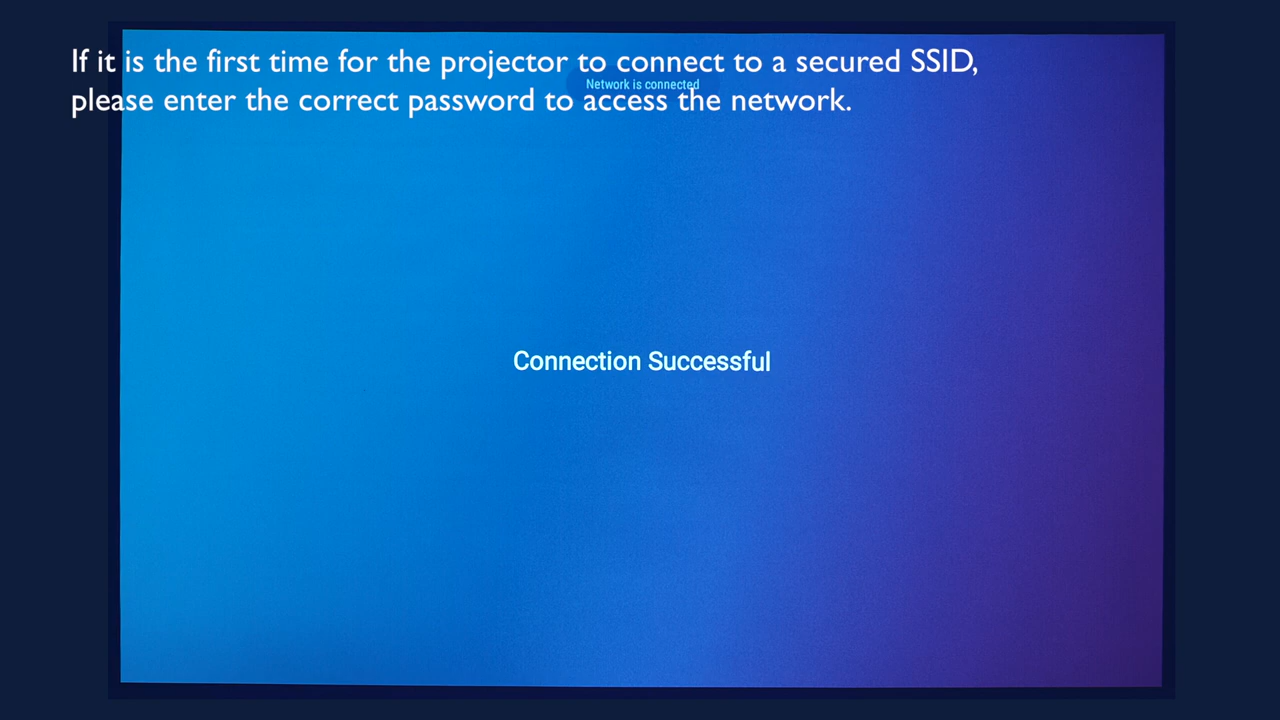 If it is the first time for the projector to connect to a secured SSID,
Network is connected
please enter the correct password to access the network.
Connection Successful